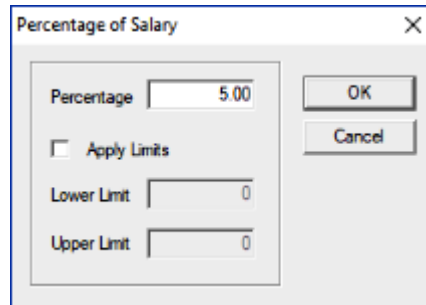 Percentage of Salary
Percentage 5.00
OK
Apply Limits
Cancel
Lower Limit 0
Upper Limit 0